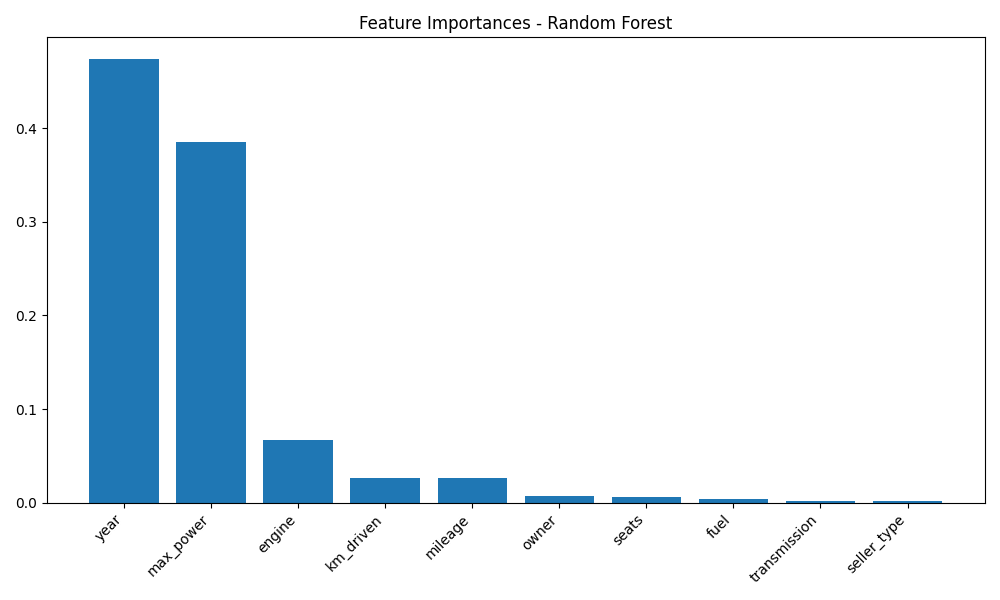 Feature Importances - Random Forest
0.4
0.3
0.2
0.1
0.0
year
max_power
engine
km_driven
mileage
owner
seats
fuel
transmission
seller_type